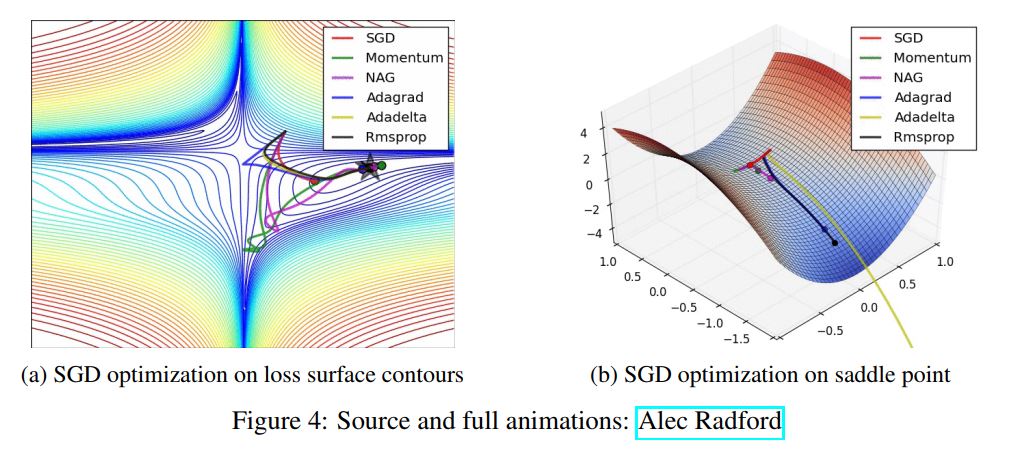 SGD
Momentum
NAG
Adagrad
Adadelta
Rmsprop
SGD
Momentum
NAG
Adagrad
Adadelta
Rmsprop
4
2
0
−2
−4
1.0
0.5
0.0
−0.5
−1.0
−1.5
−0.5
0.0
0.5
1.0
(a) SGD optimization on loss surface contours
(b) SGD optimization on saddle point
Figure 4: Source and full animations: Alec Radford